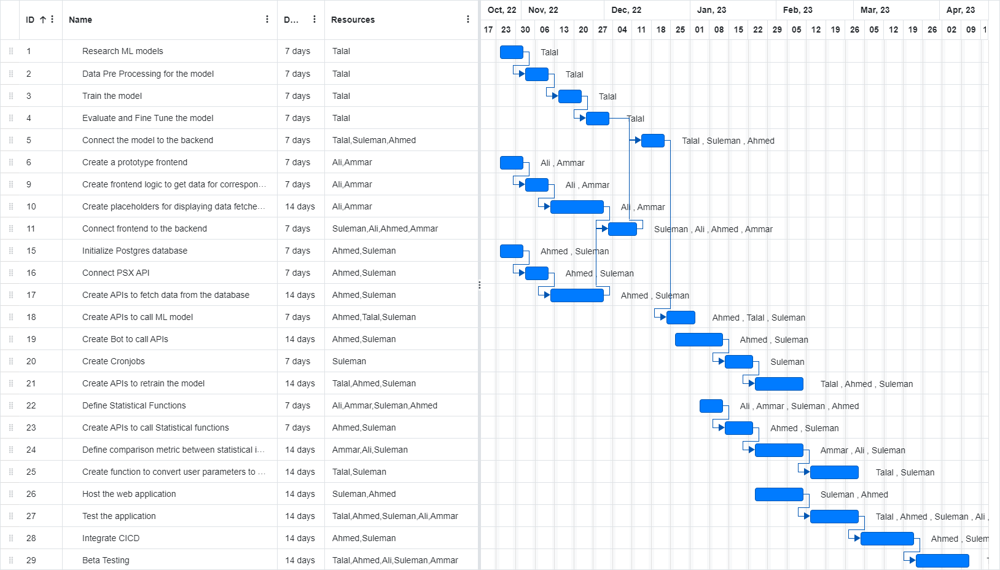 Oct, 22 Nov, 22 Dec, 22 Jan, 23 Feb, 23 Mar, 23 Apr, 23
ID Name D... Resources
17 23 30 06 13 20 27 04 11 18 25 01 08 15 22 29 05 12 19 26 05 12 19 26 02 09 1
1 Research ML models 7 days Talal Talal
2 Data Pre Processing for the model 7 days Talal Talal
3 Train the model 7 days Talal Talal
4 Evaluate and Fine Tune the model 7 days Talal Talal
5 Connect the model to the backend 7 days Talal,Suleman,Ahmed Talal , Suleman , Ahmed
6 Create a prototype frontend 7 days Ali,Ammar Ali , Ammar
9 Create frontend logic to get data for correspon... 7 days Ali,Ammar Ali , Ammar
10 Create placeholders for displaying data fetche... 14 days Ali,Ammar Ali , Ammar
11 Connect frontend to the backend 7 days Suleman,Ali,Ahmed,Ammar Suleman , Ali , Ahmed , Ammar
15 Initialize Postgres database 7 days Ahmed,Suleman Ahmed , Suleman
16 Connect PSX API 7 days Ahmed,Suleman Ahmed , Suleman
17 Create APIs to fetch data from the database 14 days Ahmed,Suleman Ahmed , Suleman
18 Create APIs to call ML model 7 days Ahmed,Talal,Suleman Ahmed , Talal , Suleman
19 Create Bot to call APIs 14 days Ahmed,Suleman Ahmed , Suleman
20 Create Cronjobs 7 days Suleman Suleman
21 Create APIs to retrain the model 14 days Talal,Ahmed,Suleman Talal , Ahmed , Suleman
22 Define Statistical Functions 7 days Ali,Ammar,Suleman,Ahmed Ali , Ammar , Suleman , Ahmed
23 Create APIs to call Statistical functions 7 days Ahmed,Suleman Ahmed , Suleman
24 Define comparison metric between statistical i... 14 days Ammar,Ali,Suleman Ammar , Ali , Suleman
25 Create function to convert user parameters to ... 14 days Talal,Suleman Talal , Suleman
26 Host the web application 14 days Suleman,Ahmed Suleman , Ahmed
27 Test the application 14 days Talal,Ahmed,Suleman,Ali,Ammar Talal , Ahmed , Suleman , Ali ,
28 Integrate CICD 14 days Ahmed,Suleman Ahmed , Sulem
29 Beta Testing 14 days Talal,Ahmed,Ali,Suleman,Ammar